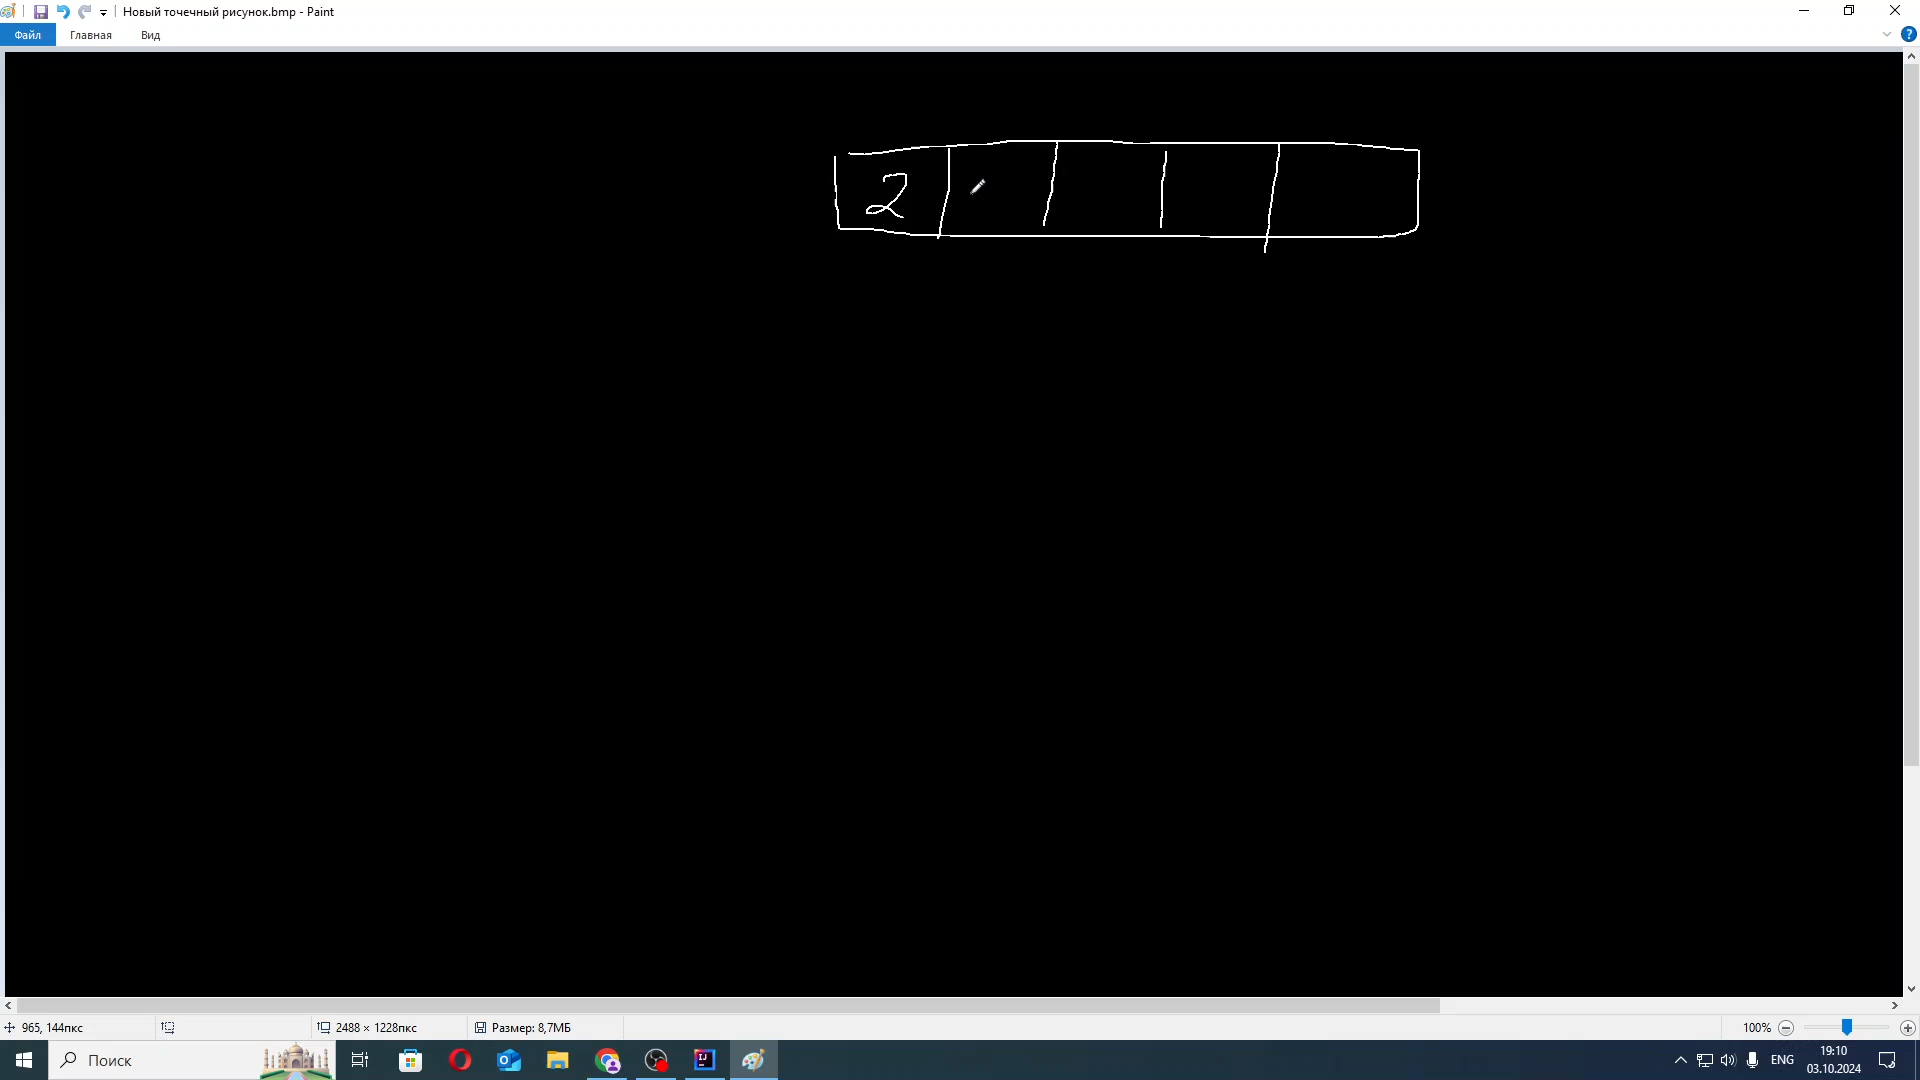 Новый точечный рисунок.bmp - Paint
Файл Главная Вид
2
965, 144пкс 2488 × 1228пкс Размер: 8,7МБ 100%
Поиск ENG 19:10
03.10.2024